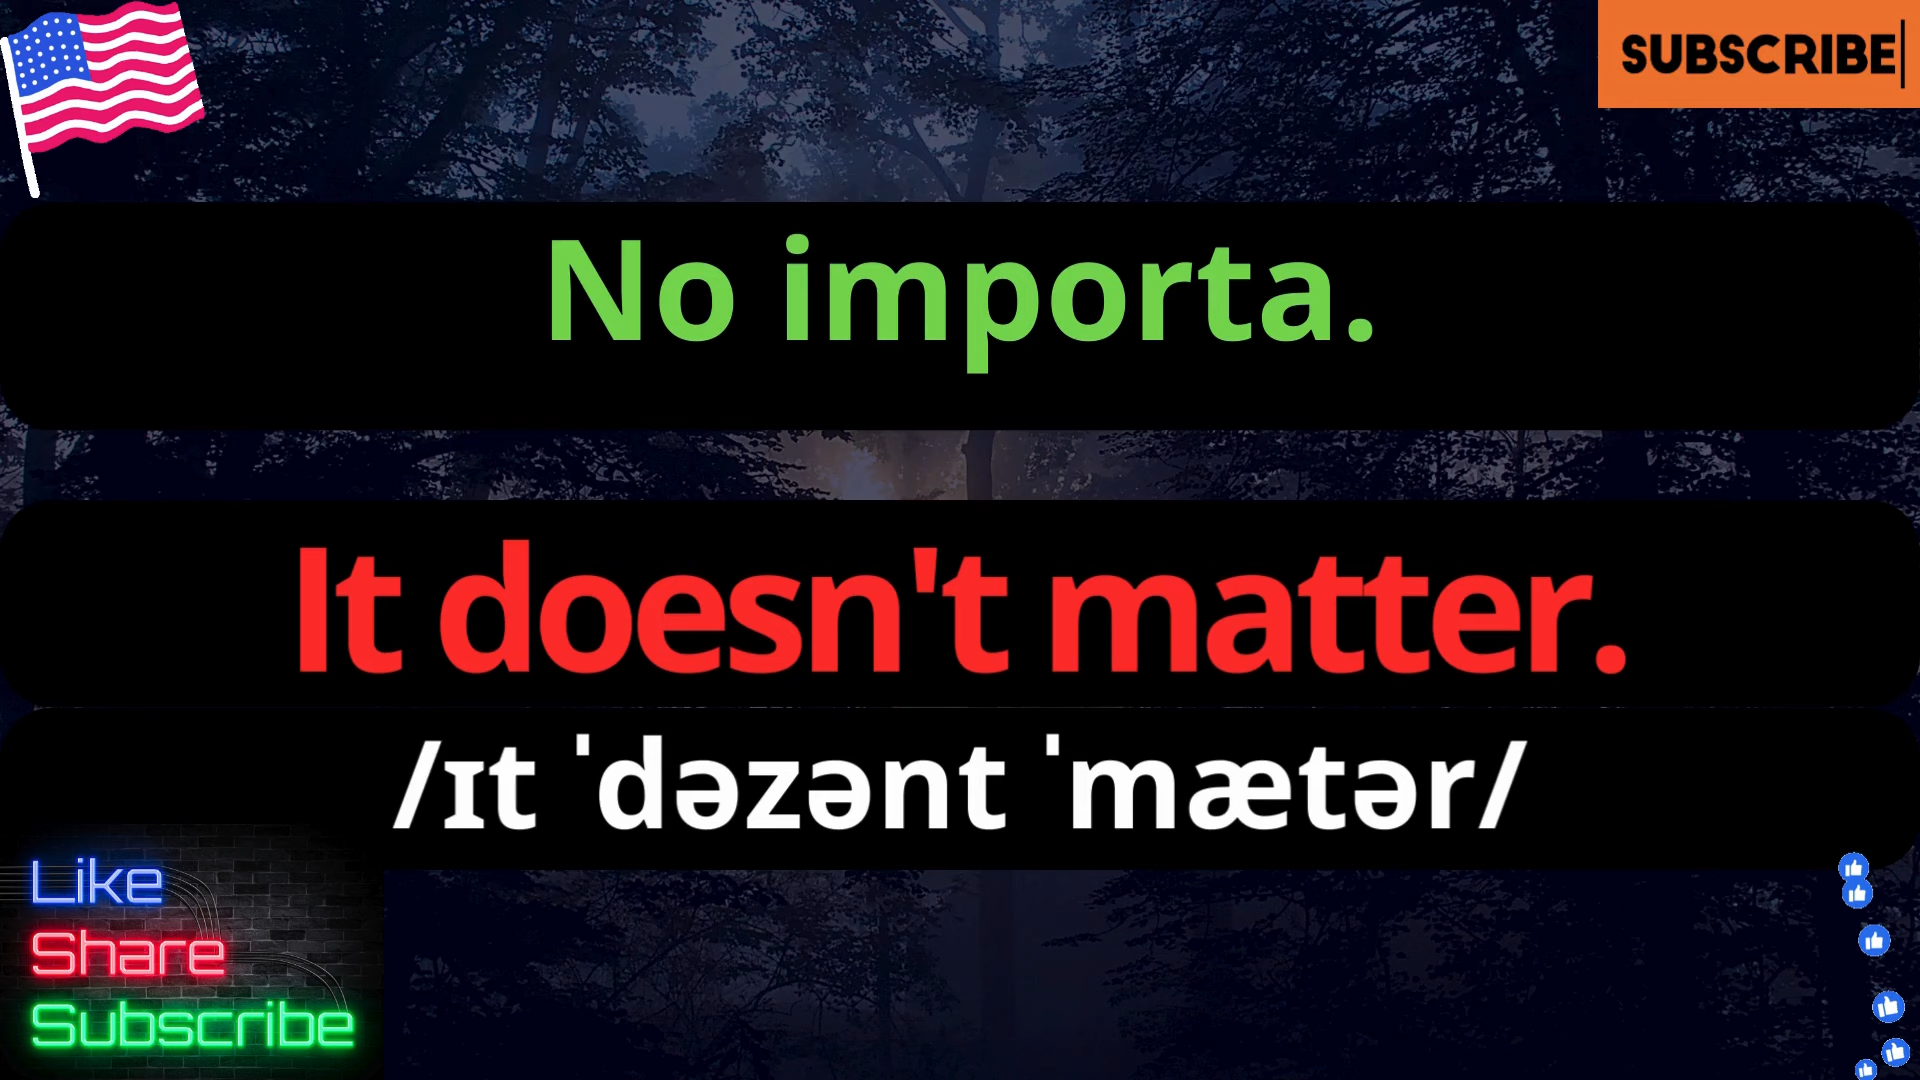 SUBSCRIBE
No importa.
It doesn't matter.
/ɪt ˈdəzənt ˈmætər/
Like
Share
Subscribe